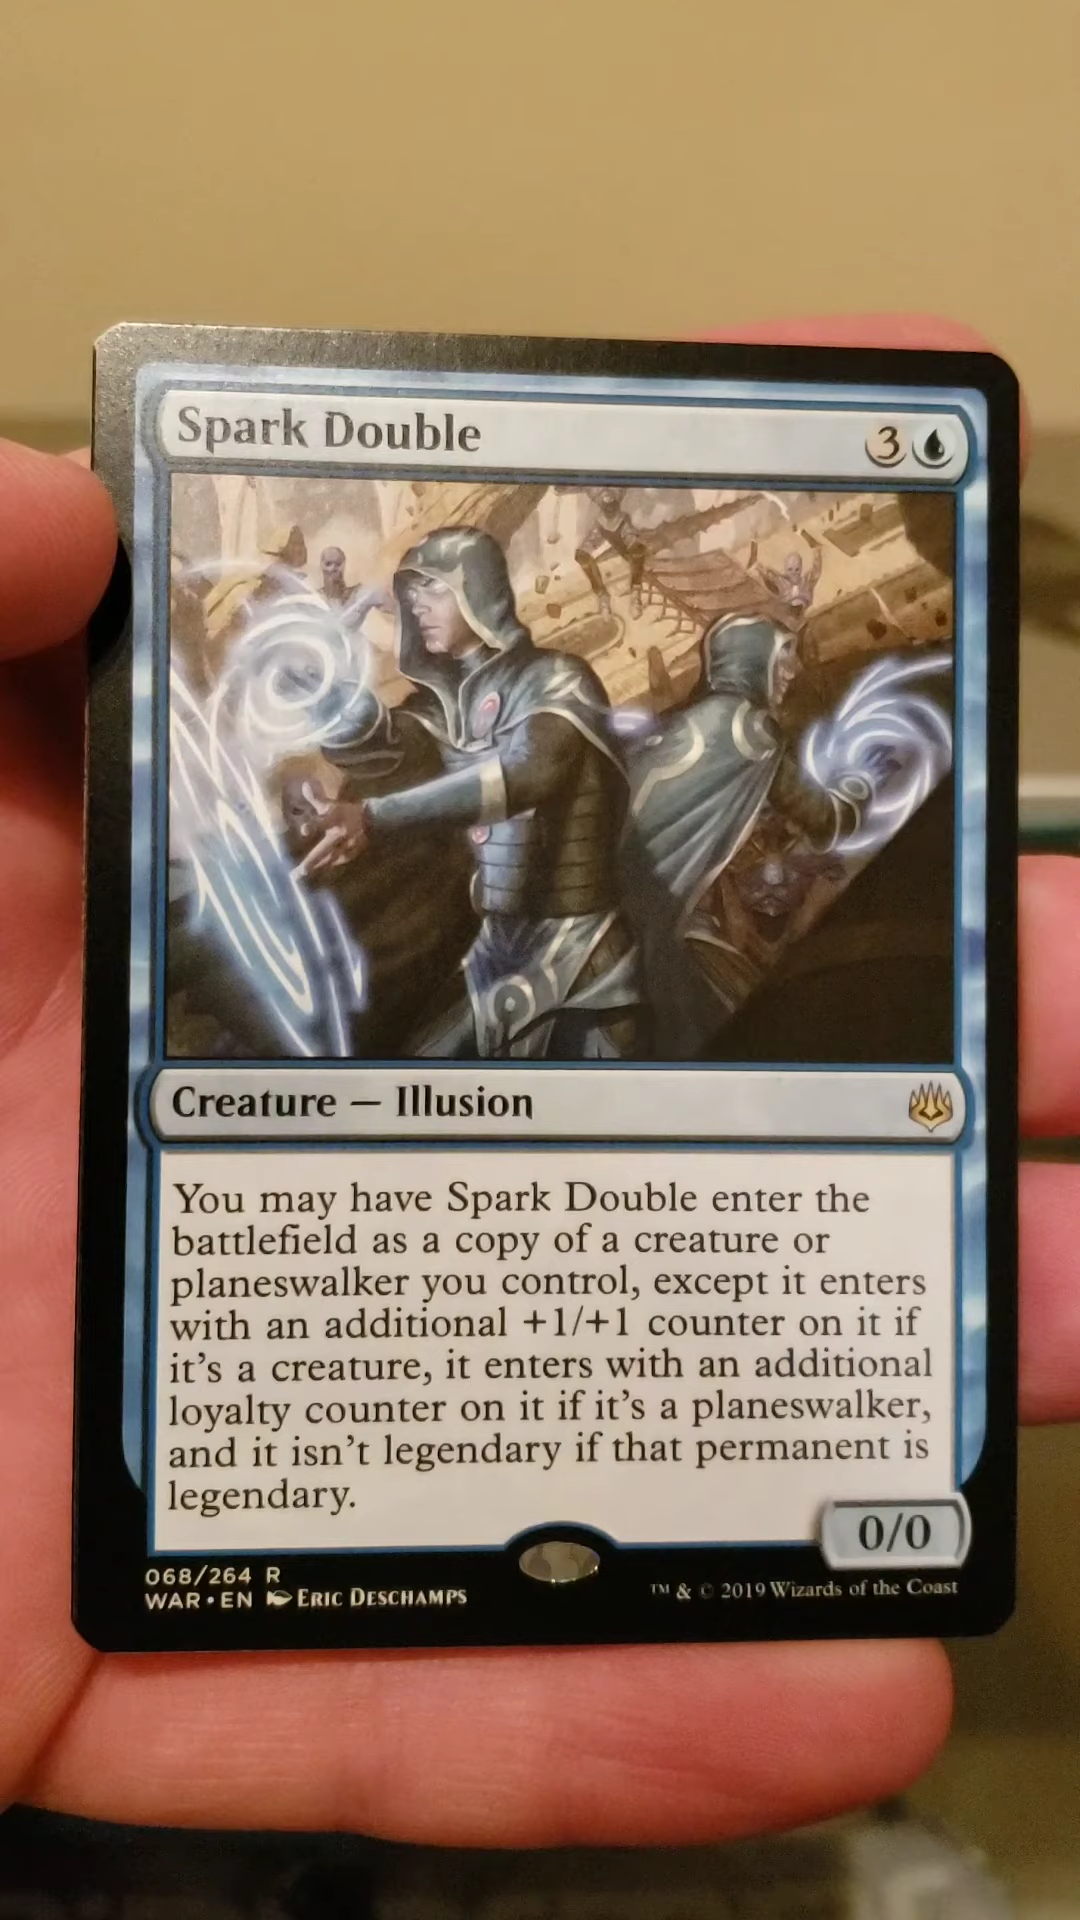 Spark Double 3
Creature — Illusion
You may have Spark Double enter the
battlefield as a copy of a creature or
planeswalker you control, except it enters
with an additional +1/+1 counter on it if
it's a creature, it enters with an additional
loyalty counter on it if it's a planeswalker,
and it isn't legendary if that permanent is
legendary.
0/0
068/264 R
WAR • EN Eric Deschamps
™ & © 2019 Wizards of the Coast